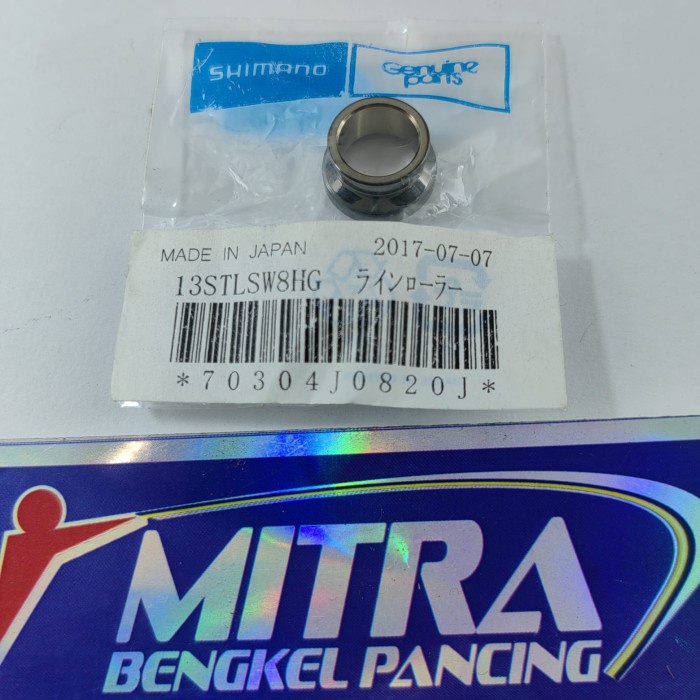 SHIMANO
Genuine parts
MADE IN JAPAN 2017-07-07
13STLSW8HG ラインローラー
*70304J0820J*
MITRA
BENGKEL PANCING